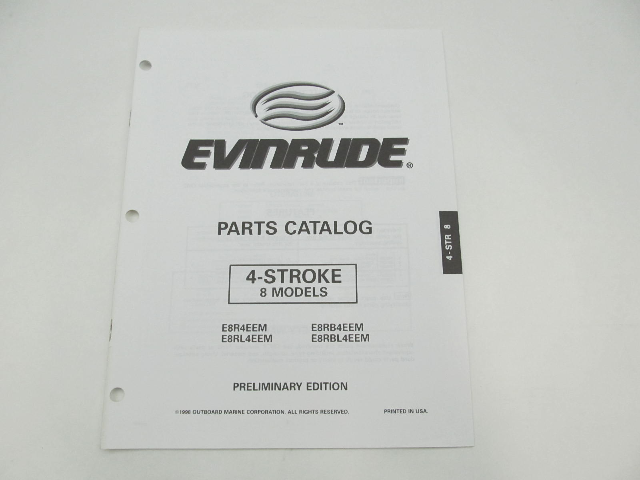 EVINRUDE®
PARTS CATALOG
4-STROKE
8 MODELS
E8R4EEM E8RB4EEM
E8RL4EEM E8RBL4EEM
PRELIMINARY EDITION
OUTBOARD MARINE CORPORATION. ALL RIGHTS RESERVED. PRINTED IN USA.
4-STR 8